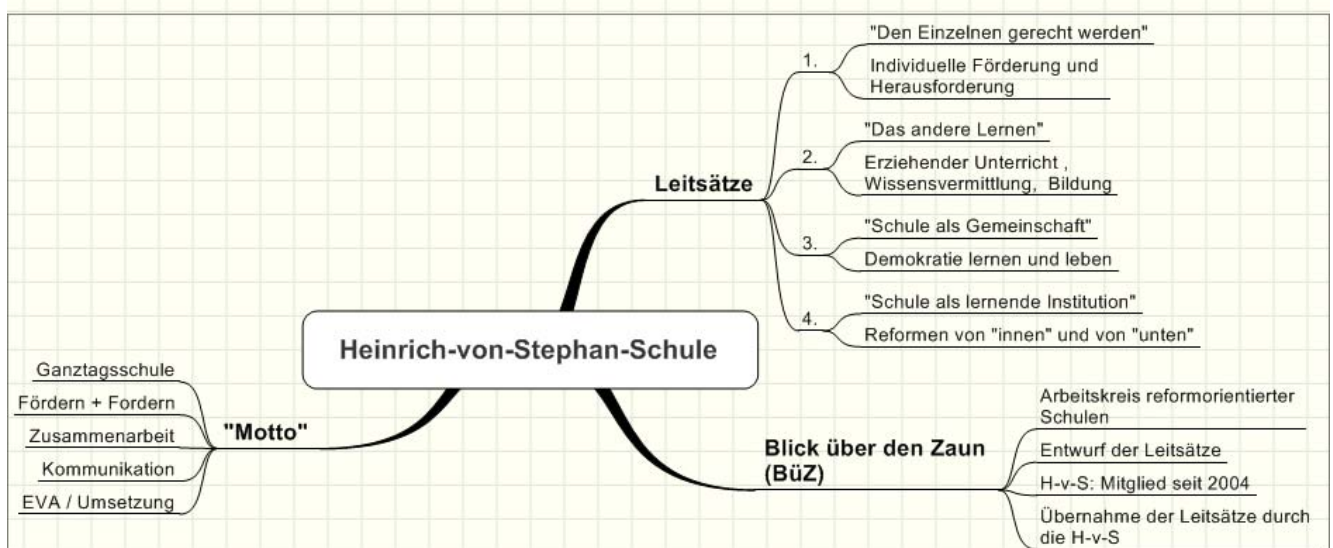 "Den Einzelnen gerecht werden"
1.
Individuelle Förderung und
Herausforderung
"Das andere Lernen"
2.
Erziehender Unterricht ,
Wissensvermittlung, Bildung
Leitsätze
"Schule als Gemeinschaft"
3.
Demokratie lernen und leben
"Schule als lernende Institution"
4.
Reformen von "innen" und von "unten"
Heinrich-von-Stephan-Schule
Ganztagsschule
Fördern + Fordern
Zusammenarbeit
Kommunikation
EVA / Umsetzung
"Motto"
Blick über den Zaun
(BüZ)
Arbeitskreis reformorientierter
Schulen
Entwurf der Leitsätze
H-v-S: Mitglied seit 2004
Übernahme der Leitsätze durch
die H-v-S